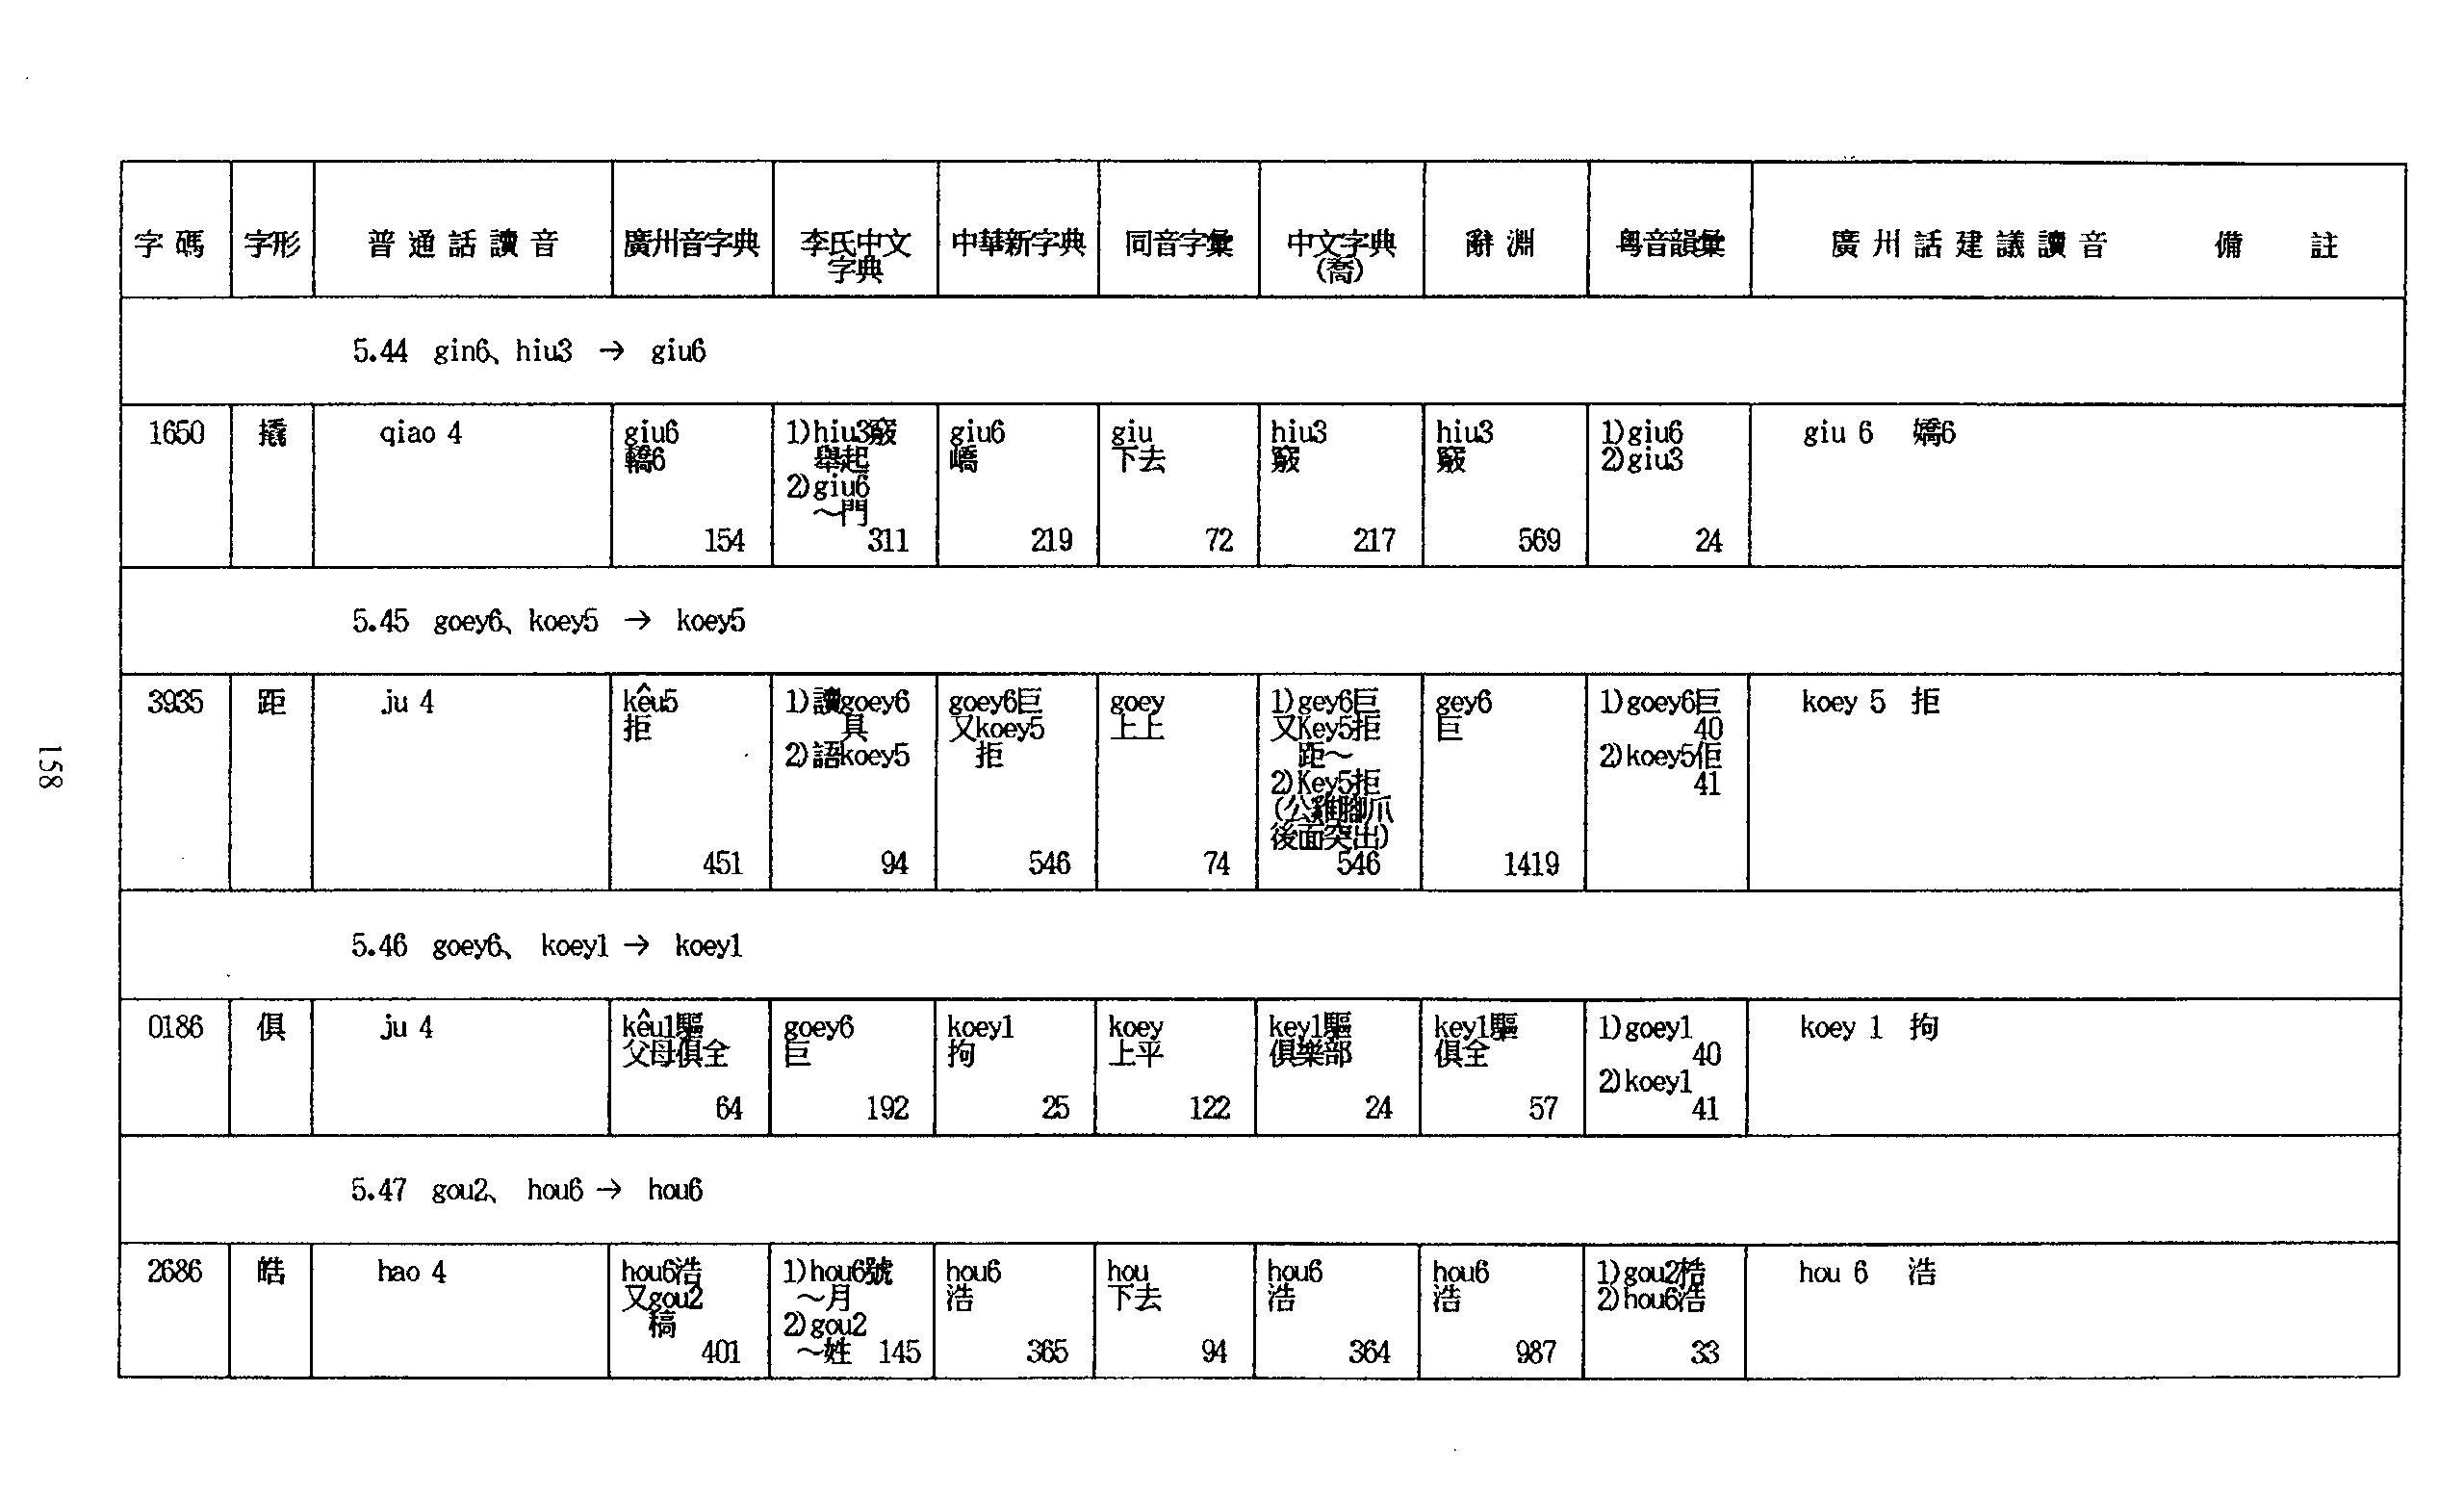 字碼 字形 普通話讀音 廣州音字典 李氏中文 中華新字典 同音字彙 中文字典 辭淵 粵音韻彙 廣州話建議讀音 備註
字典 (喬)
5.44 gin6、hiu3 → giu6
1650 撬 qiao 4 giu6 1)hiu3竅 giu6 giu hiu3 hiu3 1)giu6 giu 6 嬌6
轎6 舉起 嶠 下去 竅 竅 2)giu3
2)giu6
～門
154 311 219 72 217 569 24
5.45 goey6、koey5 → koey5
3935 距 ju 4 kêu5 1)讀goey6 goey6巨 goey 1)gey6巨 gey6 1)goey6巨 koey 5 拒
拒 具 又koey5 上上 又Key5拒 巨 40
2)語koey5 拒 距～ 2)koey5佢
2)Key5拒 41
(公雞腳爪
後面突出)
451 94 546 74 546 1419
5.46 goey6、 koey1 → koey1
0186 俱 ju 4 kêu1驅 goey6 koey1 koey key1驅 key1驅 1)goey1 koey 1 拘
父母俱全 巨 拘 上平 俱樂部 俱全 40
2)koey1
64 192 25 122 24 57 41
5.47 gou2、 hou6 → hou6
2686 皓 hao 4 hou6浩 1)hou6號 hou6 hou hou6 hou6 1)gou2梏 hou 6 浩
又gou2 ～月 浩 下去 浩 浩 2)hou6浩
稿 2)gou2
401 ～姓 145 365 94 364 987 33
158